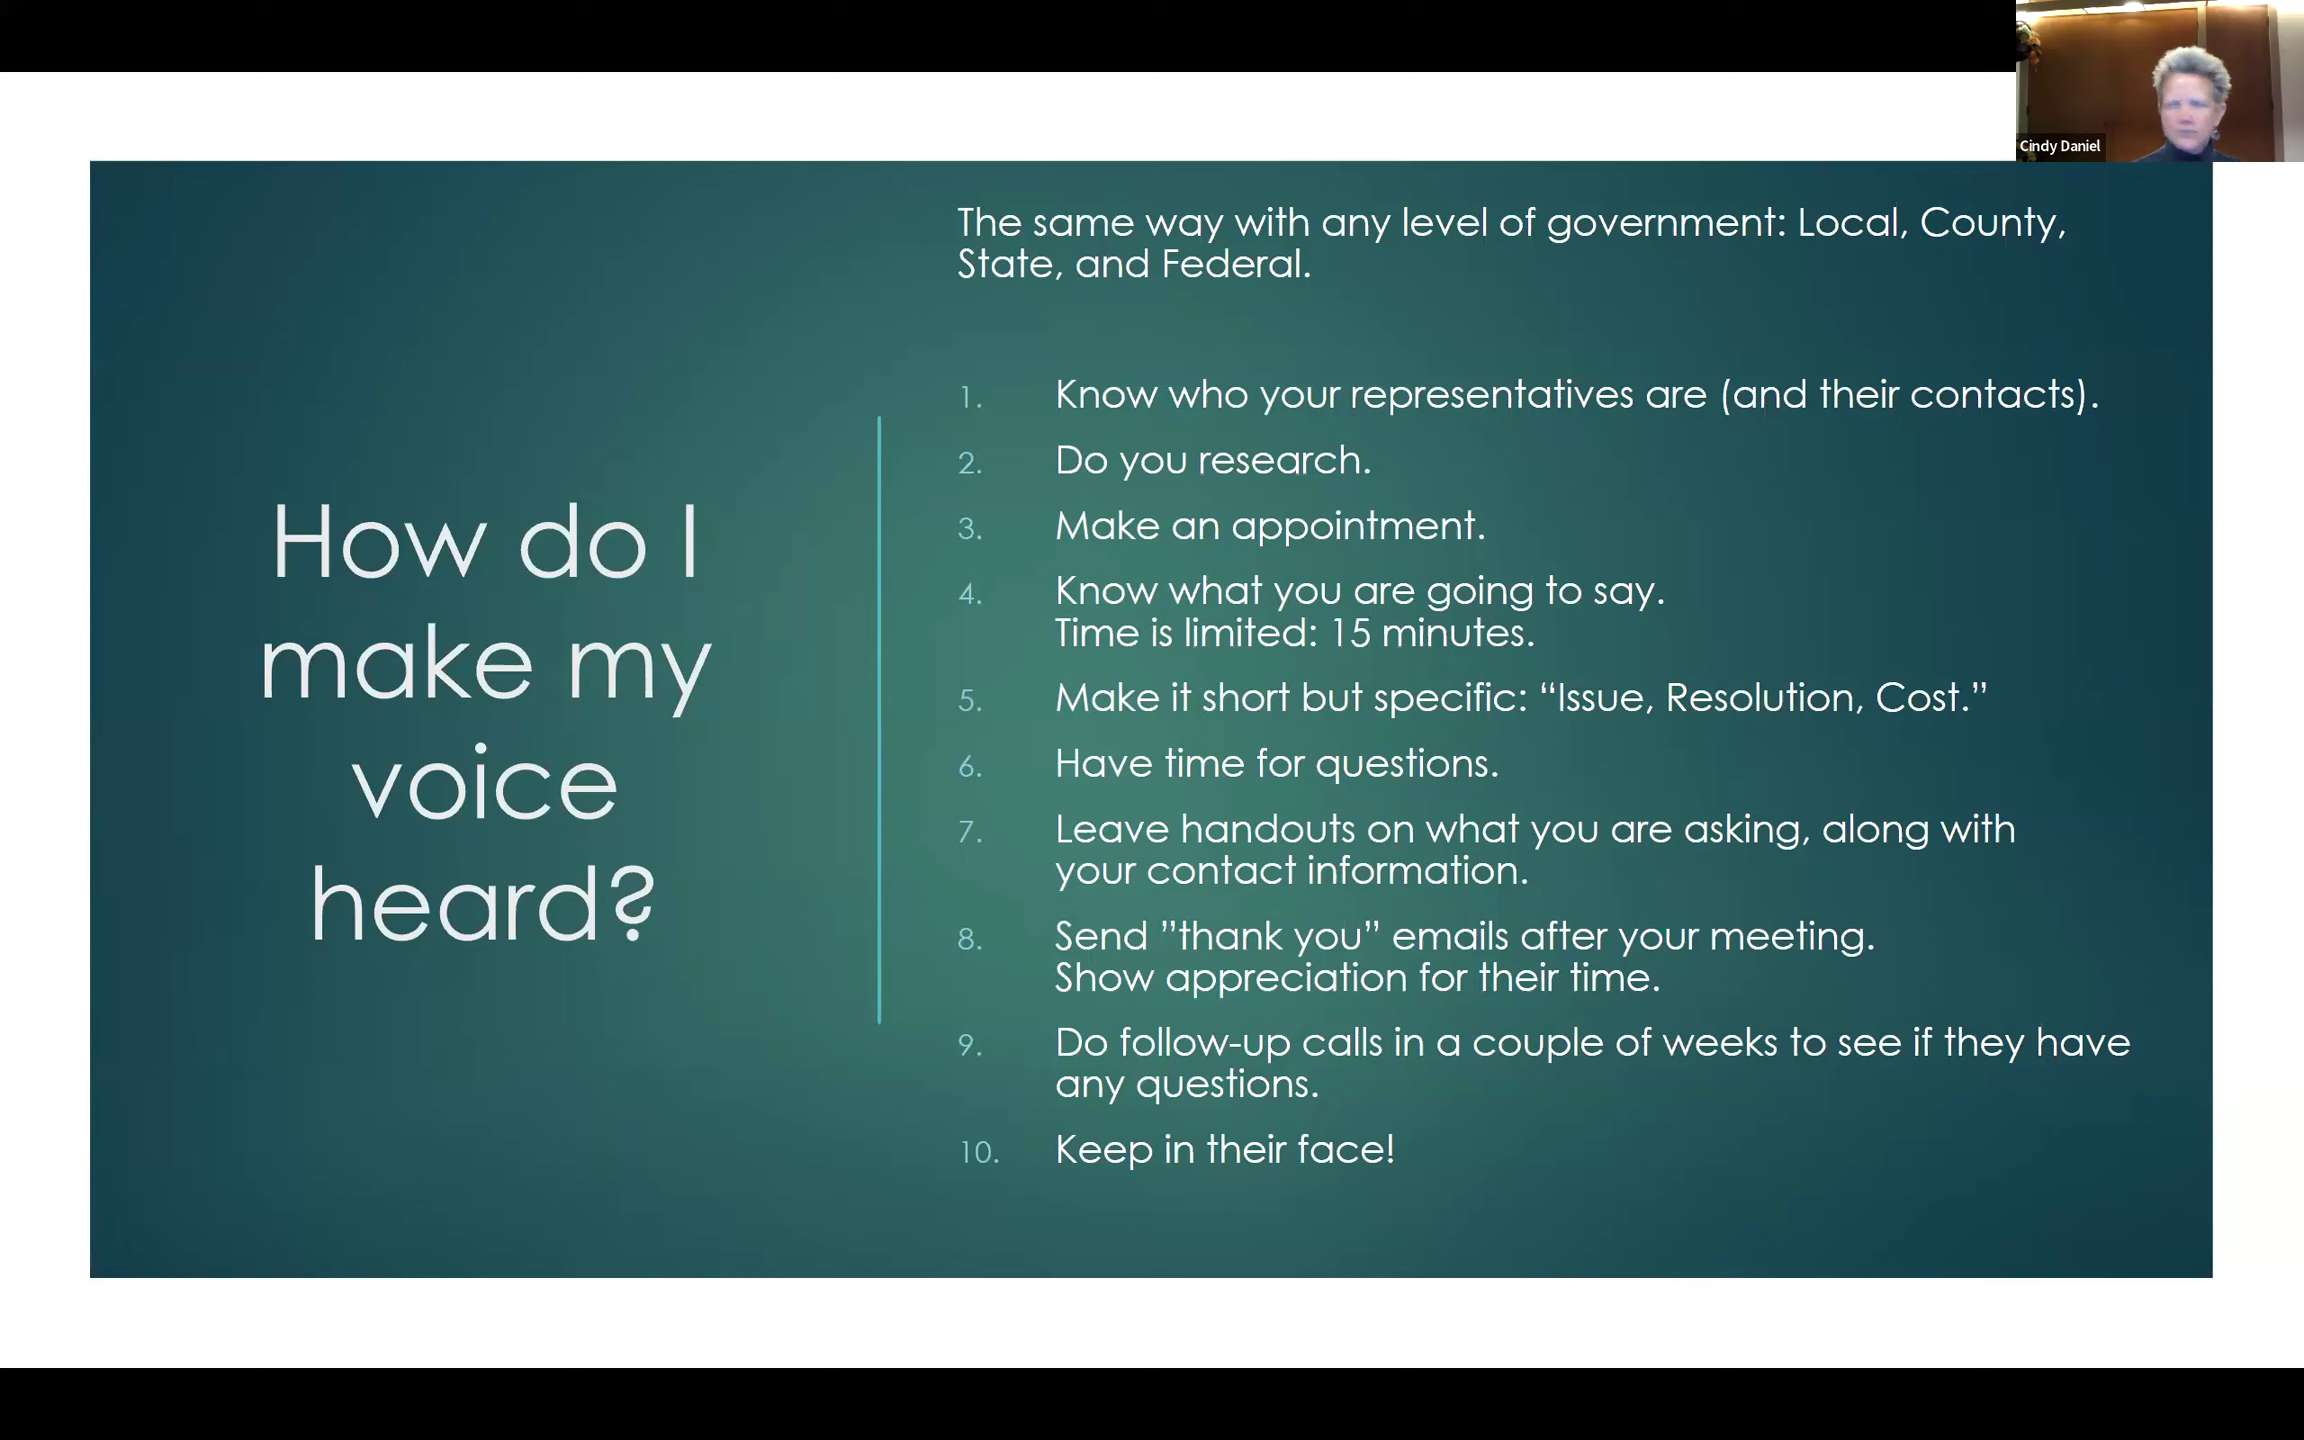 Cindy Daniel
How do I
make my
voice
heard?
The same way with any level of government: Local, County,
State, and Federal.
1. Know who your representatives are (and their contacts).
2. Do you research.
3. Make an appointment.
4. Know what you are going to say.
Time is limited: 15 minutes.
5. Make it short but specific: “Issue, Resolution, Cost.”
6. Have time for questions.
7. Leave handouts on what you are asking, along with
your contact information.
8. Send ”thank you” emails after your meeting.
Show appreciation for their time.
9. Do follow-up calls in a couple of weeks to see if they have
any questions.
10. Keep in their face!